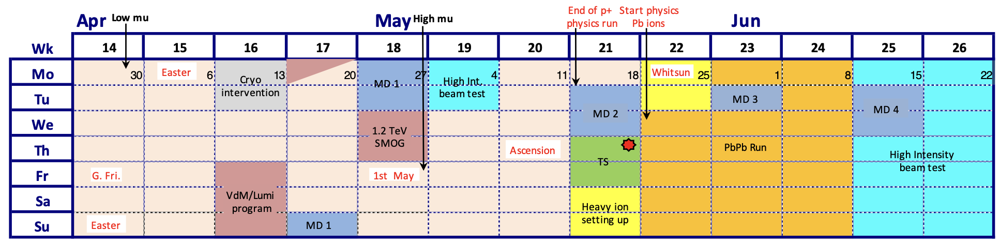 Apr Low mu May High mu End of p+ Start physics Jun
physics run Pb ions
Wk 14 15 16 17 18 19 20 21 22 23 24 25 26
Mo 30 Easter 6 13 20 27 4 11 18 Whitsun 25 1 8 15 22
Cryo
intervention
MD 1
High Int.
beam test
Tu
MD 2
MD 3
MD 4
We
1.2 TeV
SMOG
Th
Ascension
TS
PbPb Run
High Intensity
beam test
Fr
G. Fri.
1st May
Sa
VdM/Lumi
program
Heavy ion
setting up
Su
Easter
MD 1